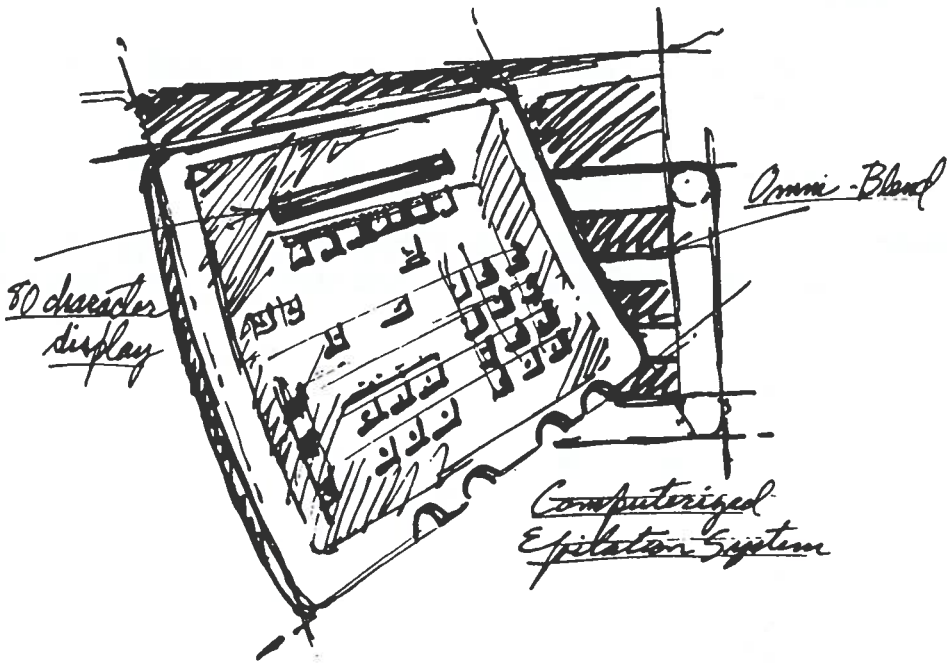 Omni-Blend
80 character
display
Computerized
Epilation System